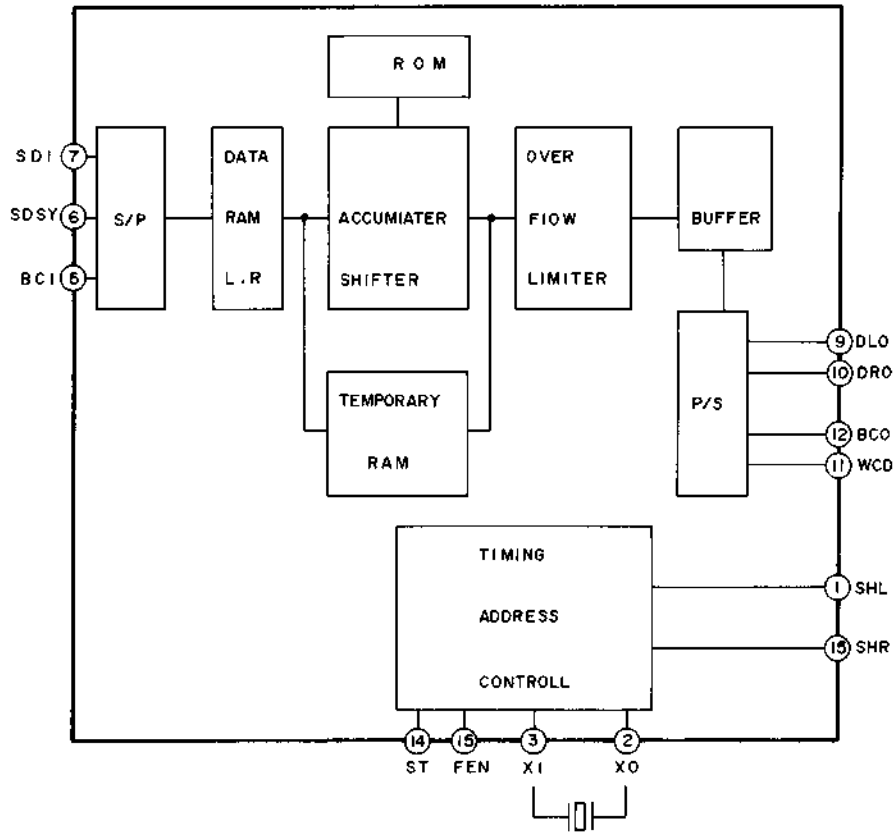 ROM
SDI 7
SDSY 6
BCI 5
S/P
DATA
RAM
L.R
ACCUMIATER
SHIFTER
OVER
FIOW
LIMITER
BUFFER
TEMPORARY
RAM
P/S
9 DLO
10 DRO
12 BCO
11 WCD
TIMING
ADDRESS
CONTROLL
1 SHL
15 SHR
14 15 3 2
ST FEN XI XO